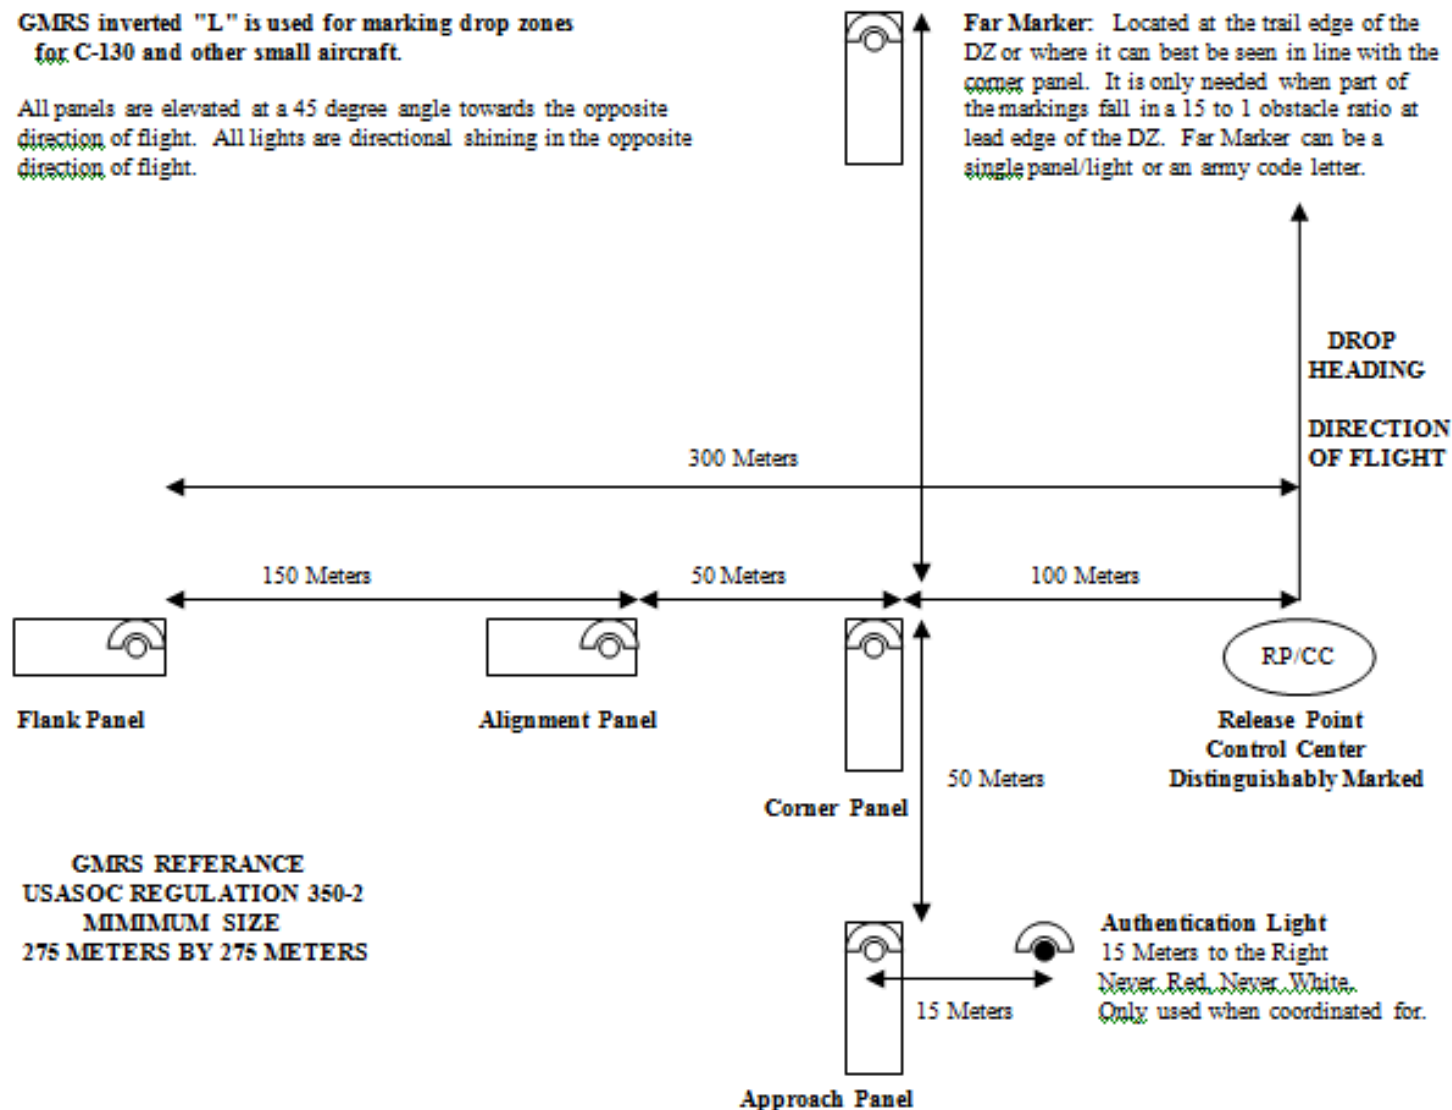 GMRS inverted "L" is used for marking drop zones
for C-130 and other small aircraft.
All panels are elevated at a 45 degree angle towards the opposite
direction of flight. All lights are directional shining in the opposite
direction of flight.
Far Marker: Located at the trail edge of the
DZ or where it can best be seen in line with the
corner panel. It is only needed when part of
the markings fall in a 15 to 1 obstacle ratio at
lead edge of the DZ. Far Marker can be a
single panel/light or an army code letter.
DROP
HEADING
DIRECTION
OF FLIGHT
300 Meters
150 Meters
50 Meters
100 Meters
RP/CC
Flank Panel
Alignment Panel
Release Point
Control Center
Distinguishably Marked
50 Meters
Corner Panel
GMRS REFERANCE
USASOC REGULATION 350-2
MIMIMUM SIZE
275 METERS BY 275 METERS
Authentication Light
15 Meters to the Right
Never Red, Never White.
Only used when coordinated for.
15 Meters
Approach Panel